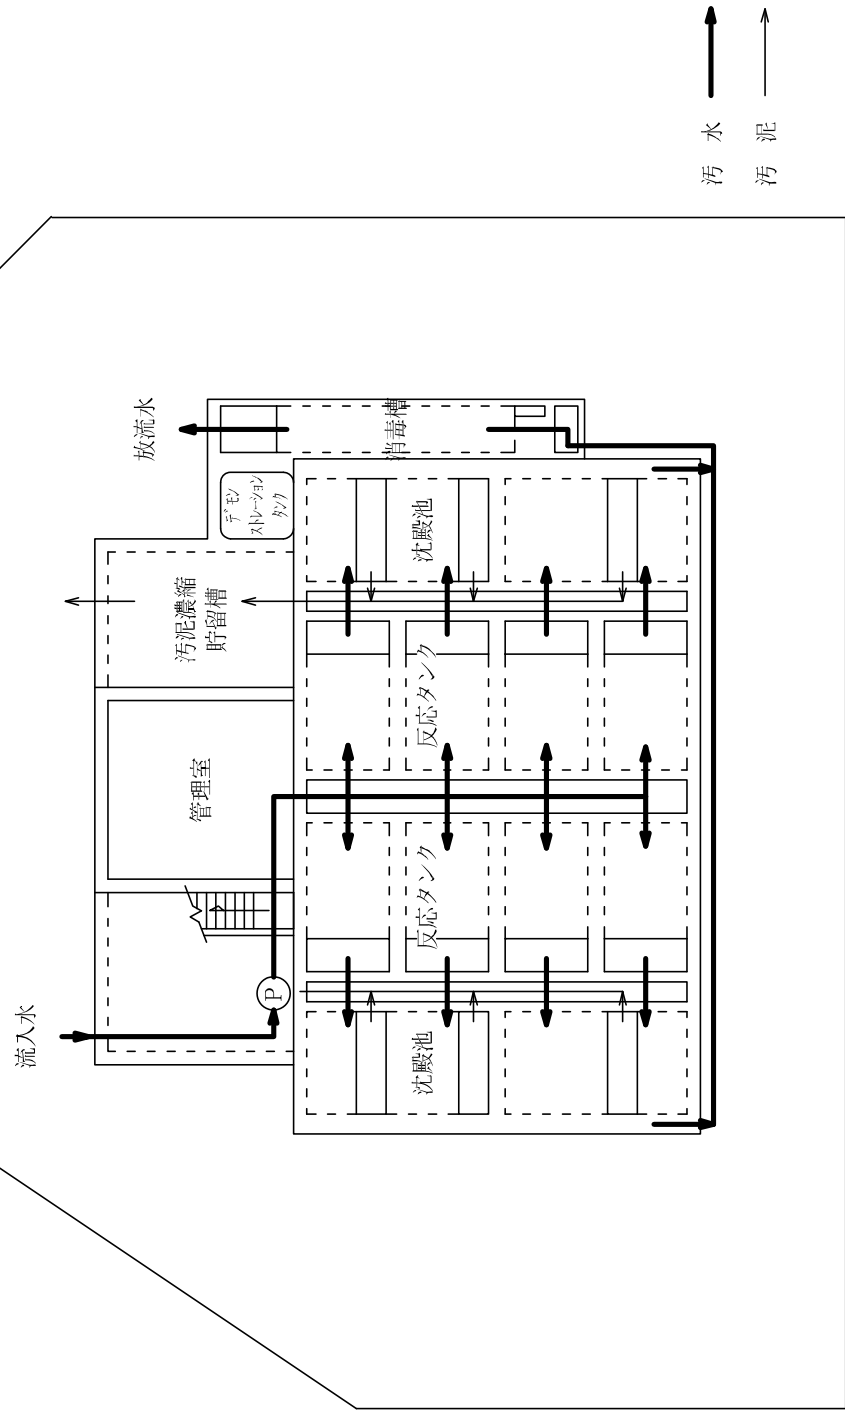 流入水
放流水
P
管理室
汚泥濃縮
貯留槽
デモン
ストレーション
タンク
消毒槽
沈殿池
反応タンク
反応タンク
沈殿池
汚 水
汚 泥